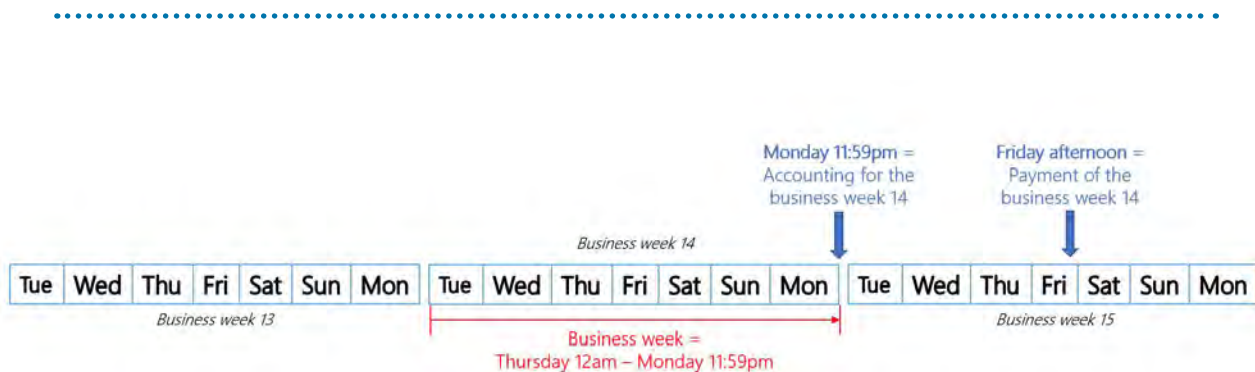 Monday 11:59pm =
Accounting for the
business week 14
Friday afternoon =
Payment of the
business week 14
Business week 14
Tue Wed Thu Fri Sat Sun Mon Tue Wed Thu Fri Sat Sun Mon Tue Wed Thu Fri Sat Sun Mon
Business week 13
Business week 15
Business week =
Thursday 12am – Monday 11:59pm